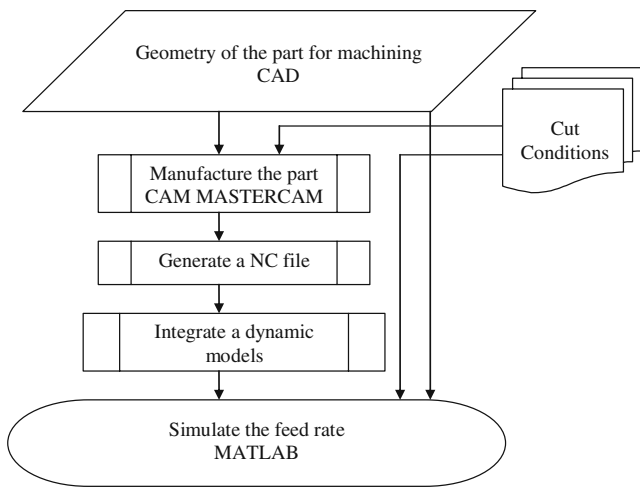 Geometry of the part for machining
CAD
Cut
Conditions
Manufacture the part
CAM MASTERCAM
Generate a NC file
Integrate a dynamic
models
Simulate the feed rate
MATLAB